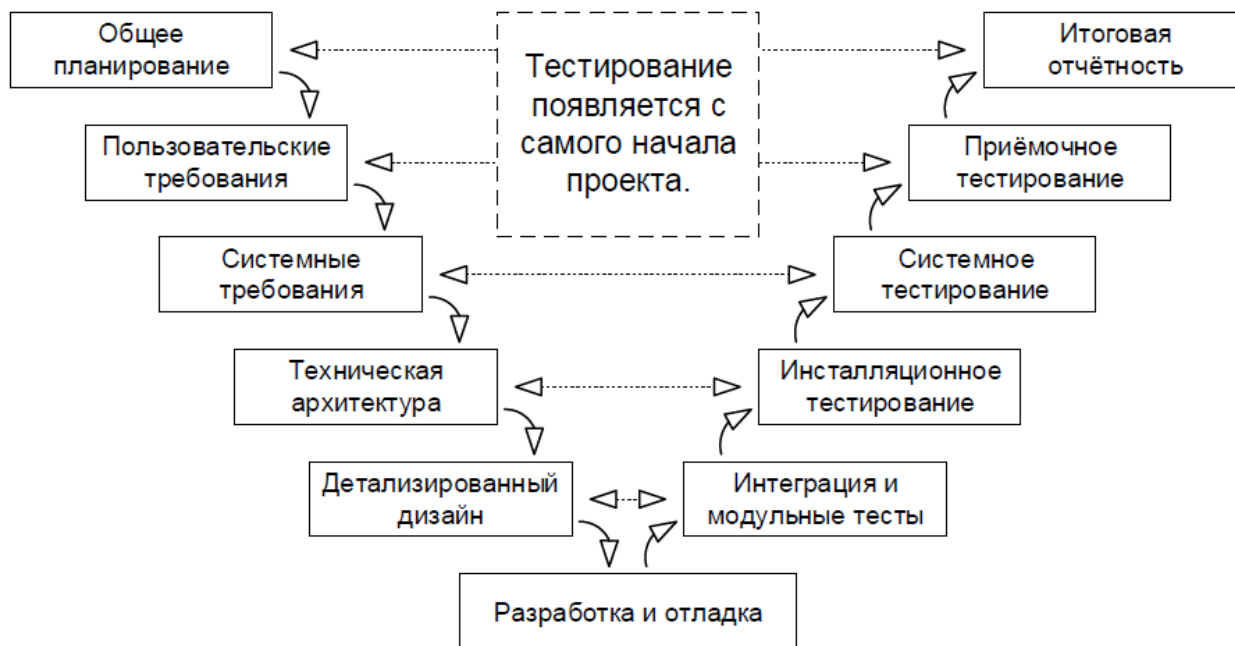 Общее
планирование
Тестирование
появляется с
самого начала
проекта.
Итоговая
отчётность
Пользовательские
требования
Приёмочное
тестирование
Системные
требования
Системное
тестирование
Техническая
архитектура
Инсталляционное
тестирование
Детализированный
дизайн
Интеграция и
модульные тесты
Разработка и отладка